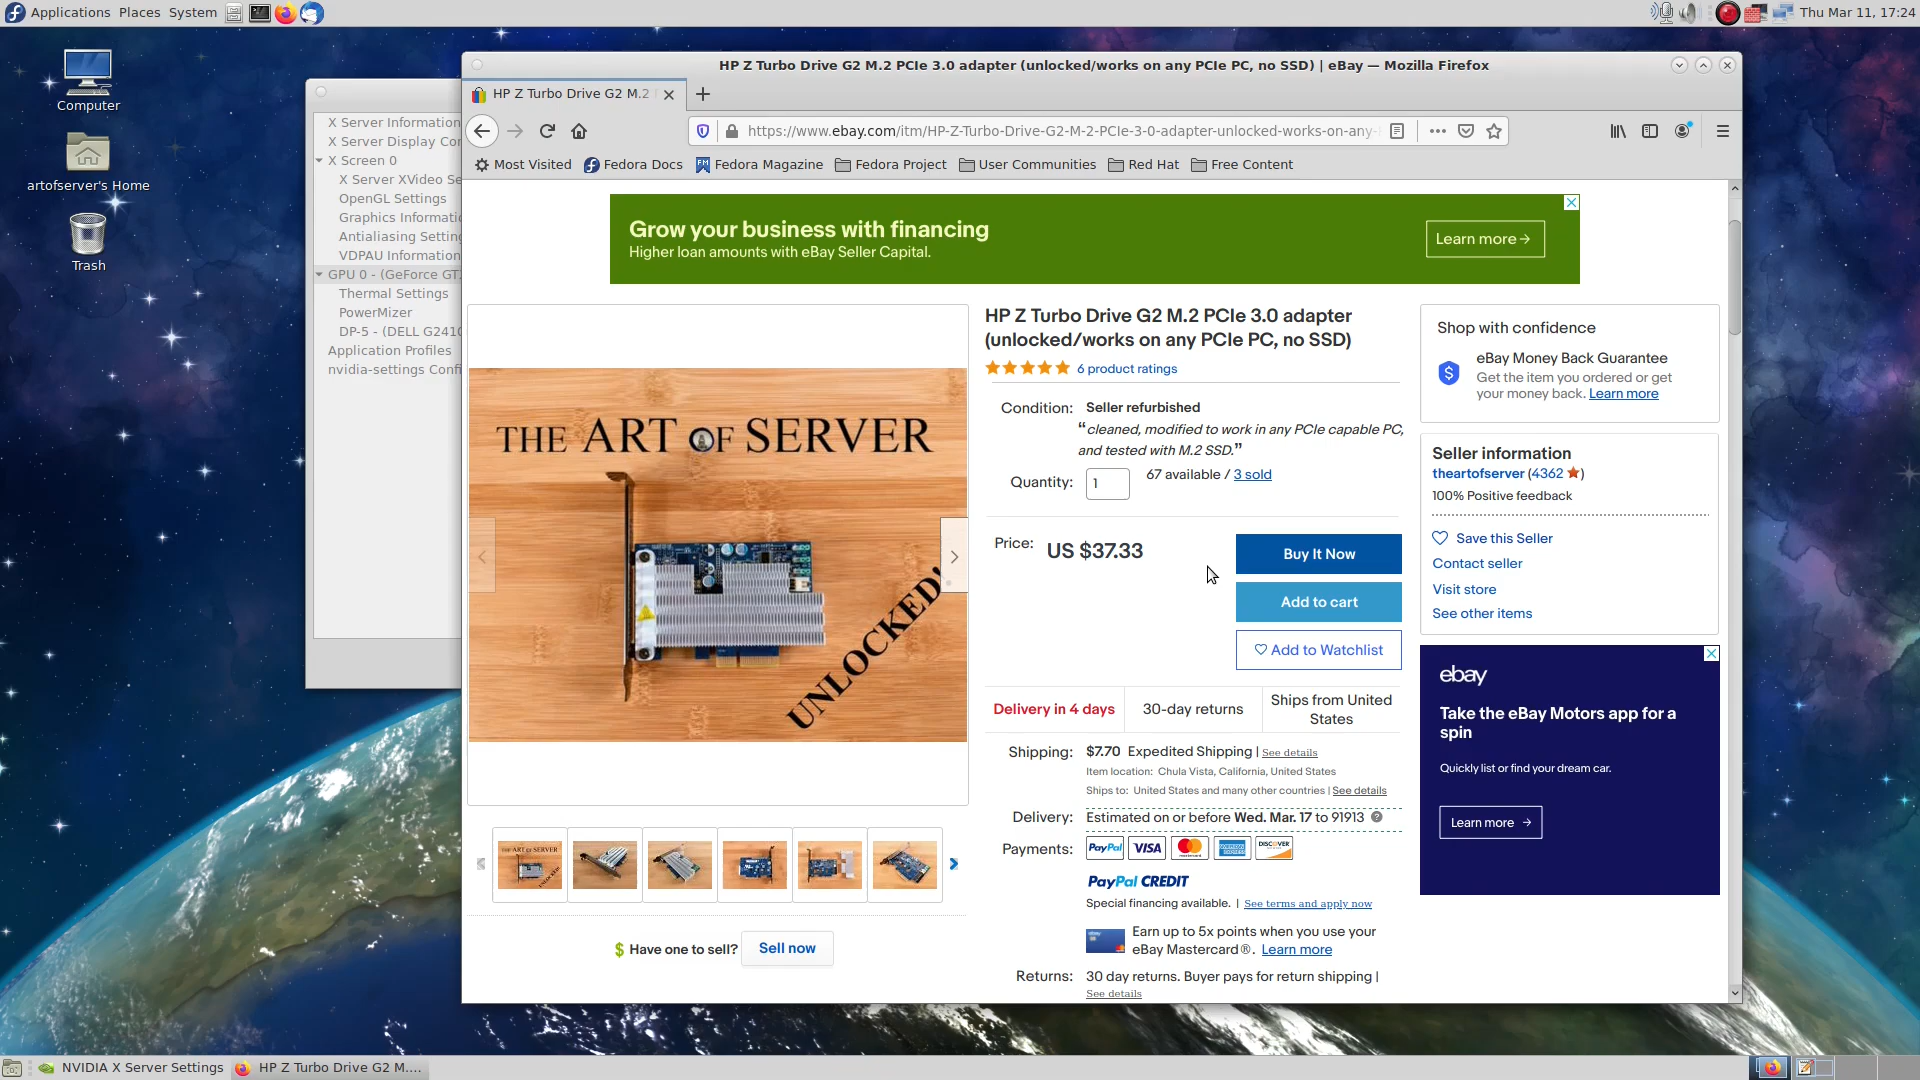 Applications Places System
Thu Mar 11, 17:24
Computer
artofserver's Home
Trash
X Server Information
X Server Display Cor
X Screen 0
X Server XVideo Se
OpenGL Settings
Graphics Informatic
Antialiasing Setting
VDPAU Information
GPU 0 - (GeForce GT
Thermal Settings
PowerMizer
DP-5 - (DELL G2410
Application Profiles
nvidia-settings Confi
HP Z Turbo Drive G2 M.2 PCIe 3.0 adapter (unlocked/works on any PCIe PC, no SSD) | eBay — Mozilla Firefox
HP Z Turbo Drive G2 M.2
https://www.ebay.com/itm/HP-Z-Turbo-Drive-G2-M-2-PCIe-3-0-adapter-unlocked-works-on-any-
Most Visited Fedora Docs Fedora Magazine Fedora Project User Communities Red Hat Free Content
Grow your business with financing
Higher loan amounts with eBay Seller Capital.
Learn more
THE ART OF SERVER
UNLOCKED!
THE ART OF SERVER
Have one to sell? Sell now
HP Z Turbo Drive G2 M.2 PCIe 3.0 adapter
(unlocked/works on any PCIe PC, no SSD)
6 product ratings
Condition: Seller refurbished
“cleaned, modified to work in any PCIe capable PC,
and tested with M.2 SSD.”
Quantity: 1 67 available / 3 sold
Price: US $37.33
Buy It Now
Add to cart
Add to Watchlist
Delivery in 4 days
30-day returns
Ships from United
States
Shipping: $7.70 Expedited Shipping | See details
Item location: Chula Vista, California, United States
Ships to: United States and many other countries | See details
Delivery: Estimated on or before Wed. Mar. 17 to 91913
Payments: PayPal VISA mastercard DISCOVER
PayPal CREDIT
Special financing available. | See terms and apply now
Earn up to 5x points when you use your
eBay Mastercard®. Learn more
Returns: 30 day returns. Buyer pays for return shipping |
See details
Shop with confidence
eBay Money Back Guarantee
Get the item you ordered or get
your money back. Learn more
Seller information
theartofserver (4362)
100% Positive feedback
Save this Seller
Contact seller
Visit store
See other items
ebay
Take the eBay Motors app for a
spin
Quickly list or find your dream car.
Learn more
NVIDIA X Server Settings
HP Z Turbo Drive G2 M....